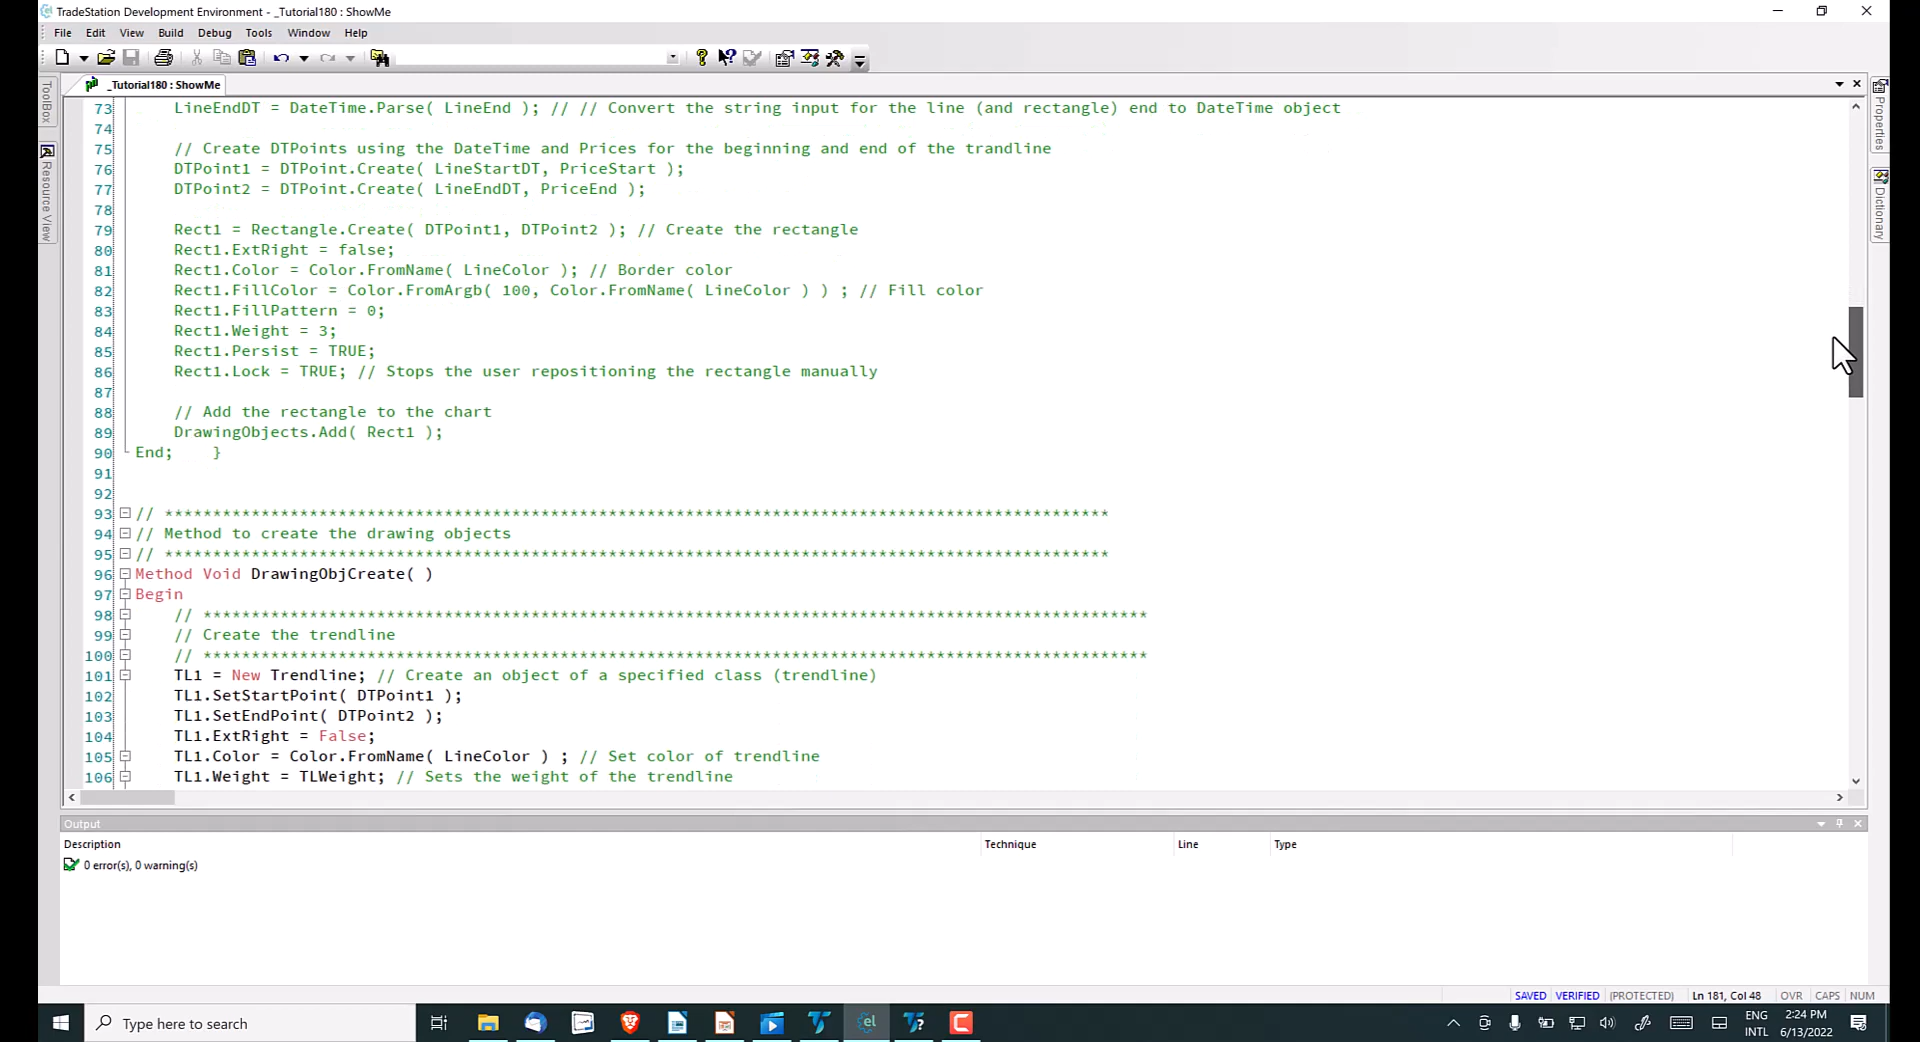 TradeStation Development Environment - _Tutorial180 : ShowMe
File Edit View Build Debug Tools Window Help
_Tutorial180 : ShowMe
ToolBox
Resource View
Properties
Dictionary
73 LineEndDT = DateTime.Parse( LineEnd ); // // Convert the string input for the line (and rectangle) end to DateTime object
74
75 // Create DTPoints using the DateTime and Prices for the beginning and end of the trandline
76 DTPoint1 = DTPoint.Create( LineStartDT, PriceStart );
77 DTPoint2 = DTPoint.Create( LineEndDT, PriceEnd );
78
79 Rect1 = Rectangle.Create( DTPoint1, DTPoint2 ); // Create the rectangle
80 Rect1.ExtRight = false;
81 Rect1.Color = Color.FromName( LineColor ); // Border color
82 Rect1.FillColor = Color.FromArgb( 100, Color.FromName( LineColor ) ) ; // Fill color
83 Rect1.FillPattern = 0;
84 Rect1.Weight = 3;
85 Rect1.Persist = TRUE;
86 Rect1.Lock = TRUE; // Stops the user repositioning the rectangle manually
87
88 // Add the rectangle to the chart
89 DrawingObjects.Add( Rect1 );
90 End; }
91
92
93 // **************************************************************************************************
94 // Method to create the drawing objects
95 // **************************************************************************************************
96 Method Void DrawingObjCreate( )
97 Begin
98 // **************************************************************************************************
99 // Create the trendline
100 // **************************************************************************************************
101 TL1 = New Trendline; // Create an object of a specified class (trendline)
102 TL1.SetStartPoint( DTPoint1 );
103 TL1.SetEndPoint( DTPoint2 );
104 TL1.ExtRight = False;
105 TL1.Color = Color.FromName( LineColor ) ; // Set color of trendline
106 TL1.Weight = TLWeight; // Sets the weight of the trendline
Output
Description Technique Line Type
0 error(s), 0 warning(s)
SAVED VERIFIED (PROTECTED) Ln 181, Col 48 OVR CAPS NUM
Type here to search
el
ENG
INTL
2:24 PM
6/13/2022